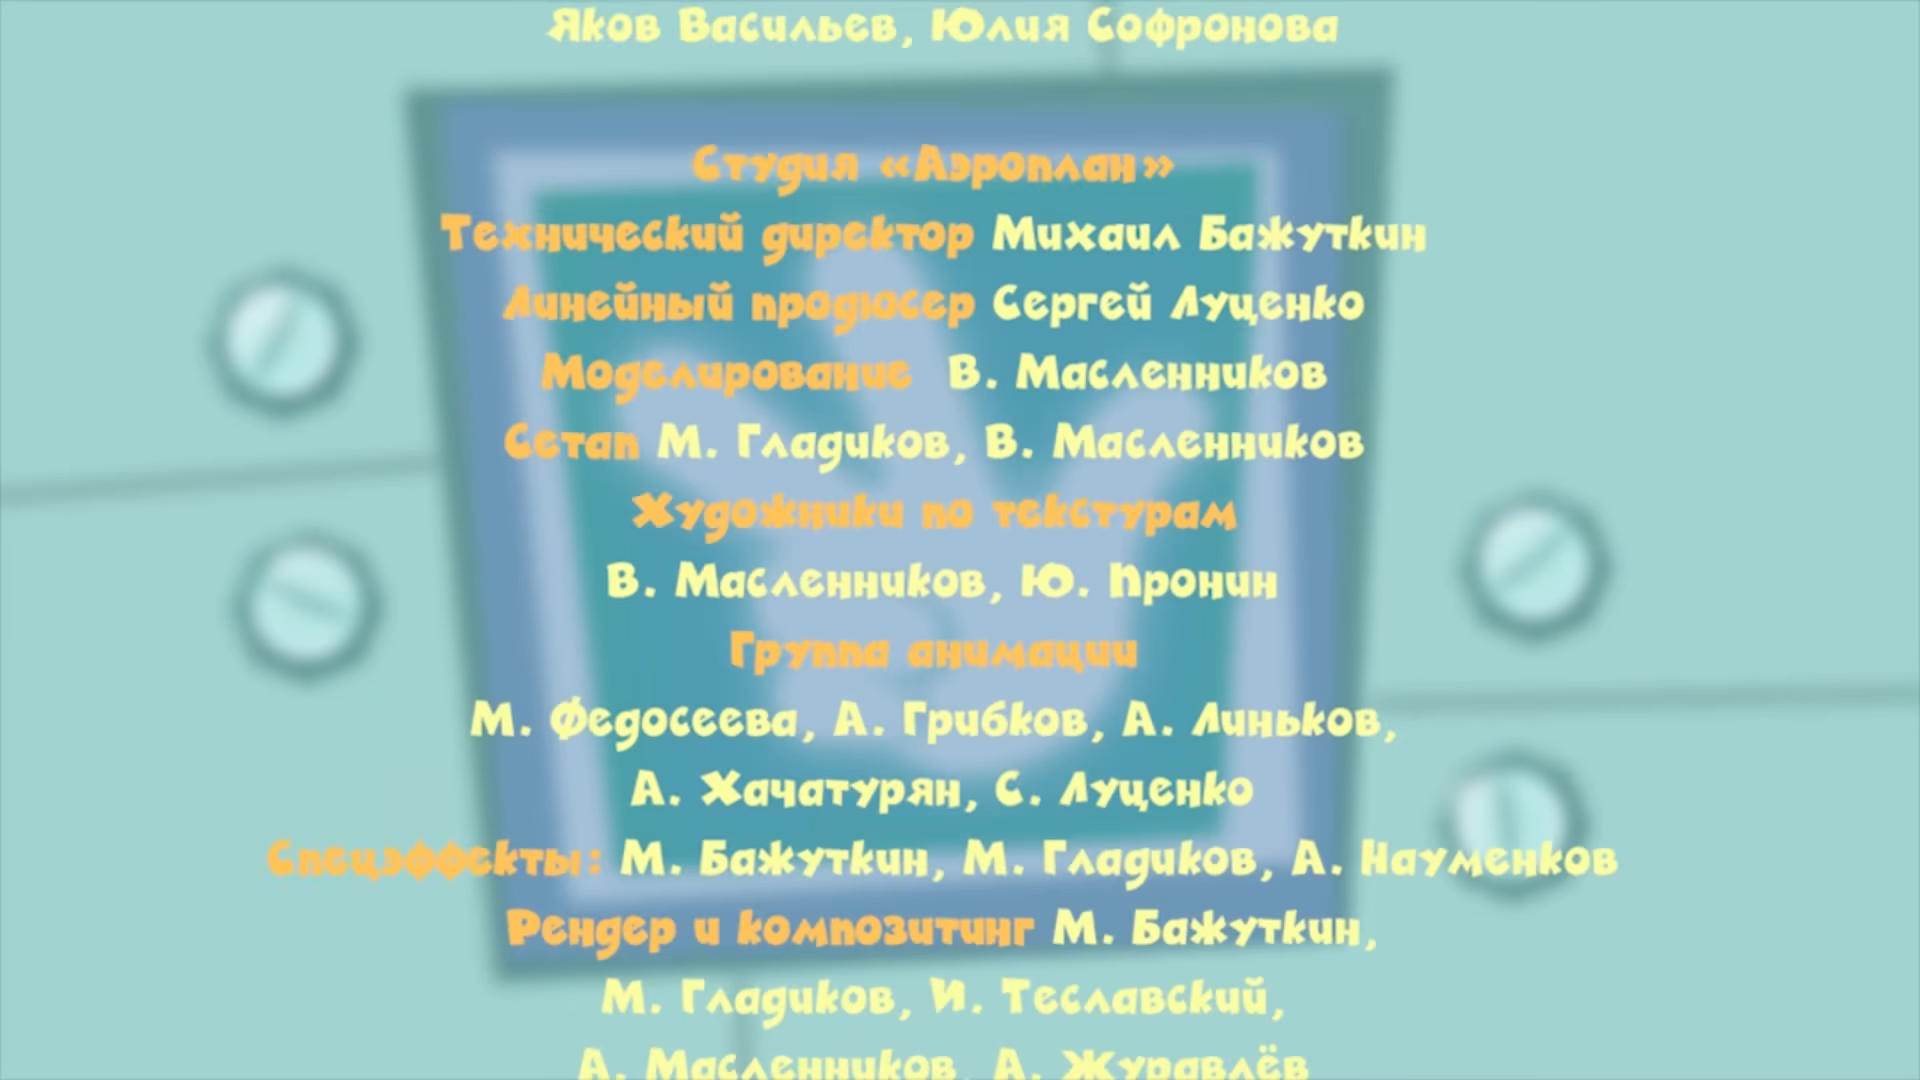 Яков Васильев, Юлия Софронова
Студия «Аэроплан»
Технический директор Михаил Бажуткин
Линейный продюсер Сергей Луценко
Моделирование В. Масленников
Сетап М. Гладиков, В. Масленников
Художники по текстурам
В. Масленников, Ю. Пронин
Группа анимации
М. Федосеева, А. Грибков, А. Линьков,
А. Хачатурян, С. Луценко
Спецэффекты: М. Бажуткин, М. Гладиков, А. Науменков
Рендер и композитинг М. Бажуткин,
М. Гладиков, И. Теславский,
А. Масленников, А. Журавлёв